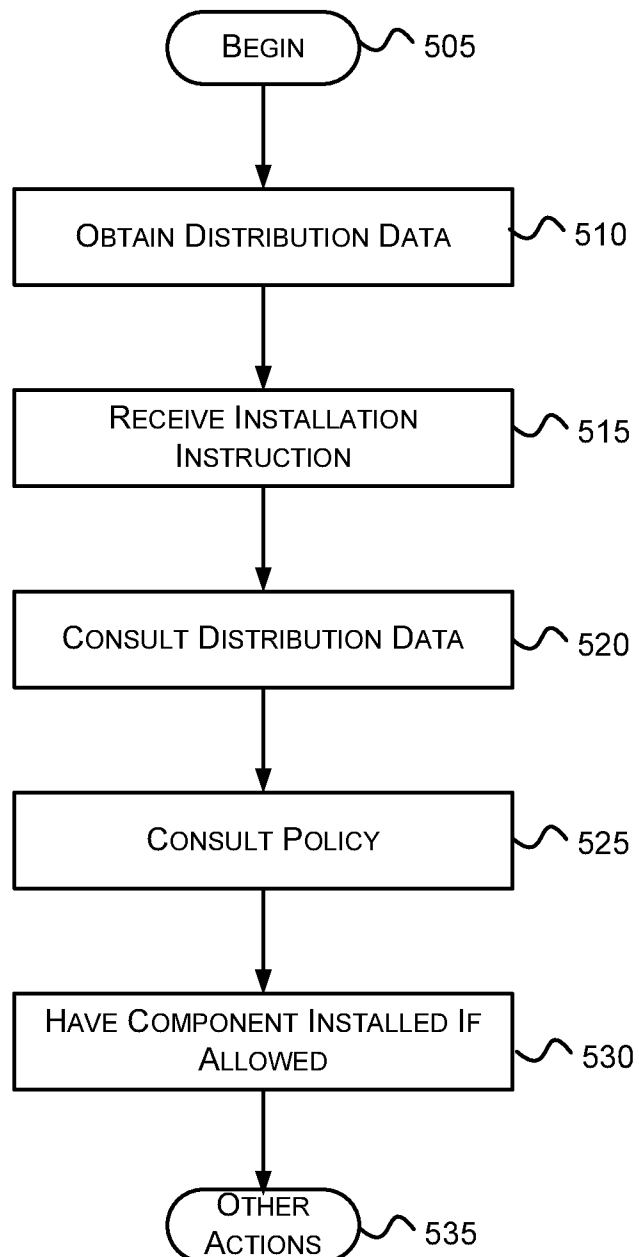 BEGIN
505
OBTAIN DISTRIBUTION DATA
510
RECEIVE INSTALLATION
INSTRUCTION
515
CONSULT DISTRIBUTION DATA
520
CONSULT POLICY
525
HAVE COMPONENT INSTALLED IF
ALLOWED
530
OTHER
ACTIONS
535